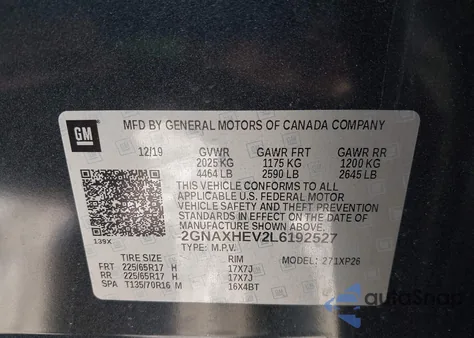 GM
MFD BY GENERAL MOTORS OF CANADA COMPANY
12/19 GVWR GAWR FRT GAWR RR
2025 KG 1175 KG 1200 KG
4464 LB 2590 LB 2645 LB
THIS VEHICLE CONFORMS TO ALL
APPLICABLE U.S. FEDERAL MOTOR
VEHICLE SAFETY AND THEFT
PREVENTION STANDARDS IN EFFECT ON THE
DATE OF MANUFACTURE SHOWN ABOVE.
2GNAXHEV2L6192527
139X
TYPE: M.P.V. MODEL: 271XP26
TIRE SIZE RIM
FRT 225/65R17 H 17X7J
RR 225/65R17 H 17X7J
SPA T135/70R16 M 16X4BT
autoSnap